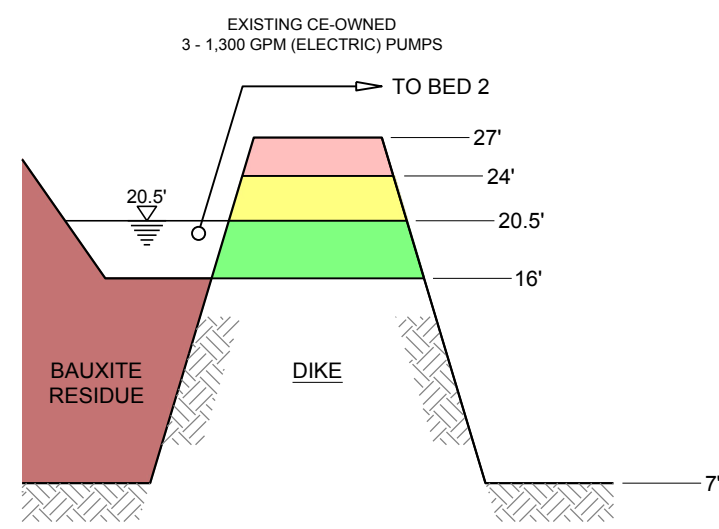 EXISTING CE-OWNED
3 - 1,300 GPM (ELECTRIC) PUMPS
TO BED 2
27'
24'
20.5'
20.5'
16'
BAUXITE
RESIDUE
DIKE
7'